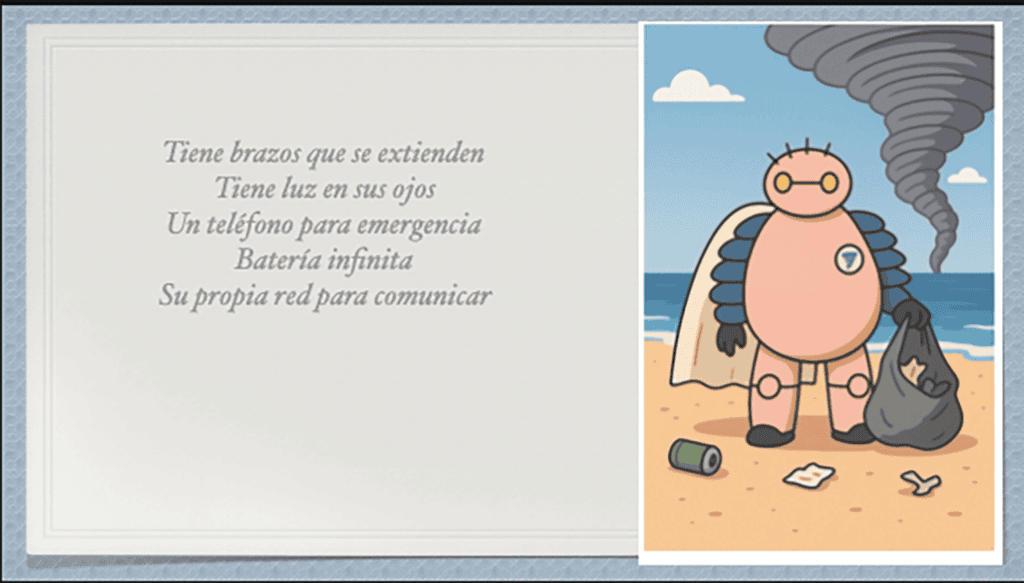 Tiene brazos que se extienden
Tiene luz en sus ojos
Un teléfono para emergencia
Batería infinita
Su propia red para comunicar